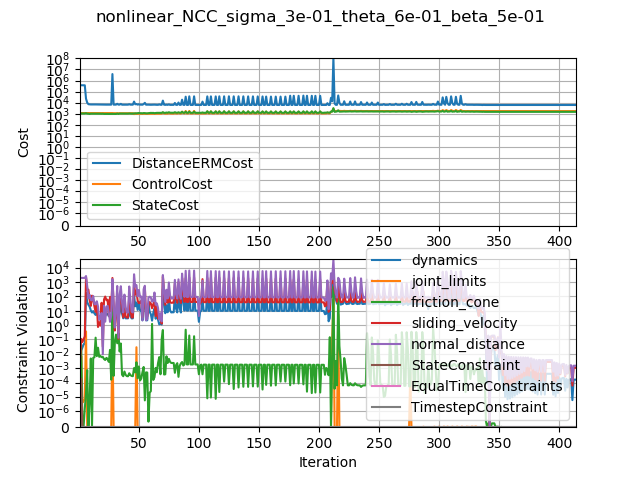 nonlinear_NCC_sigma_3e-01_theta_6e-01_beta_5e-01
Cost
10^8
10^7
10^6
10^5
10^4
10^3
10^2
10^1
10^0
10^-1
10^-2
10^-3
10^-4
10^-5
10^-6
0
DistanceERMCost
ControlCost
StateCost
50 100 150 200 250 300 350 400
Constraint Violation
10^4
10^3
10^2
10^1
10^0
10^-1
10^-2
10^-3
10^-4
10^-5
10^-6
0
dynamics
joint_limits
friction_cone
sliding_velocity
normal_distance
StateConstraint
EqualTimeConstraints
TimestepConstraint
50 100 150 200 250 300 350 400
Iteration